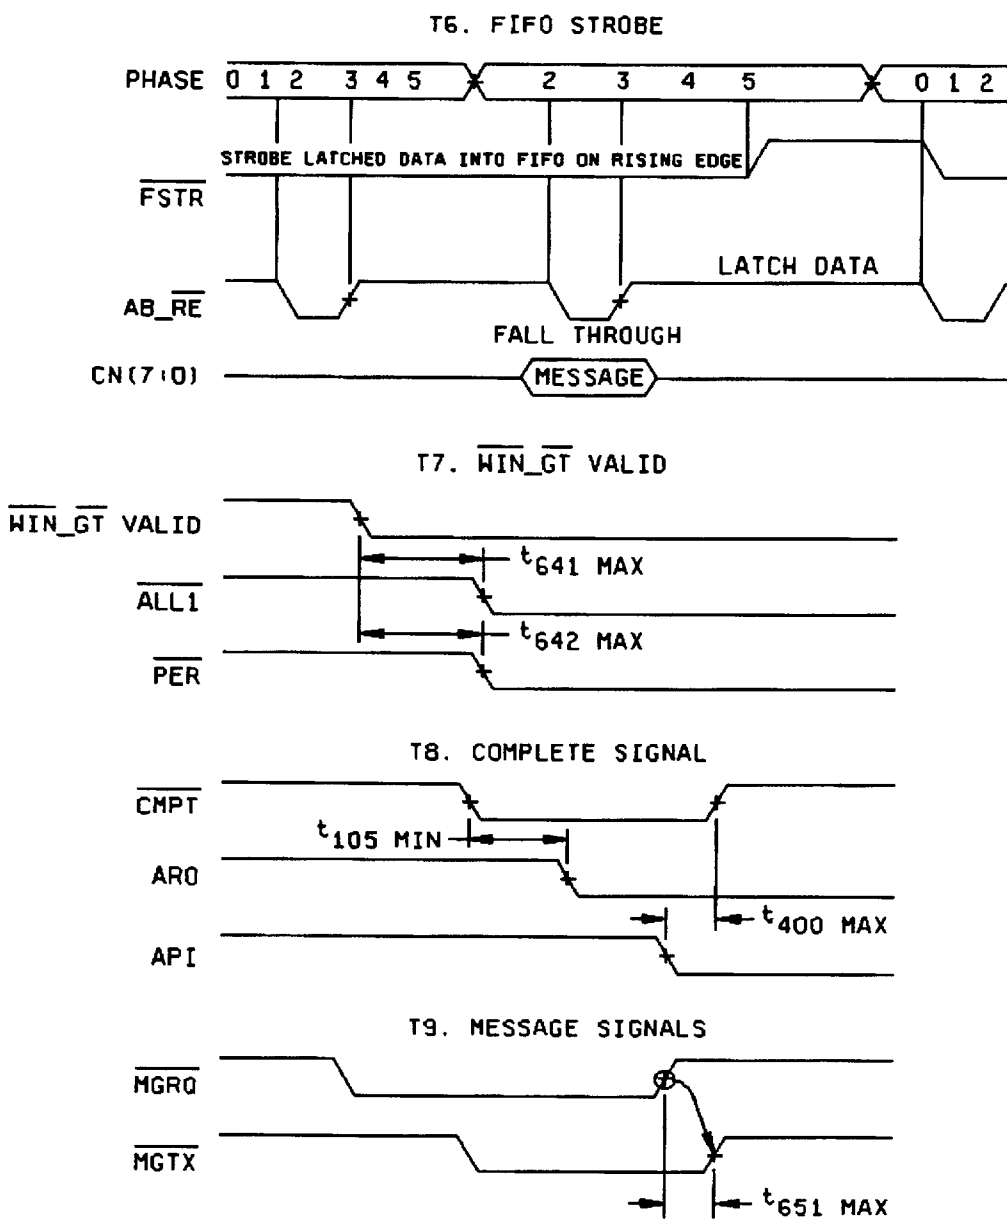 T6. FIFO STROBE
PHASE 0 1 2 3 4 5 2 3 4 5 0 1 2
STROBE LATCHED DATA INTO FIFO ON RISING EDGE
FSTR
LATCH DATA
AB_RE
FALL THROUGH
CN(7:0) MESSAGE
T7. WIN_GT VALID
WIN_GT VALID
t641 MAX
ALL1
t642 MAX
PER
T8. COMPLETE SIGNAL
CMPT
t105 MIN
AR0
t400 MAX
API
T9. MESSAGE SIGNALS
MGRQ
MGTX
t651 MAX